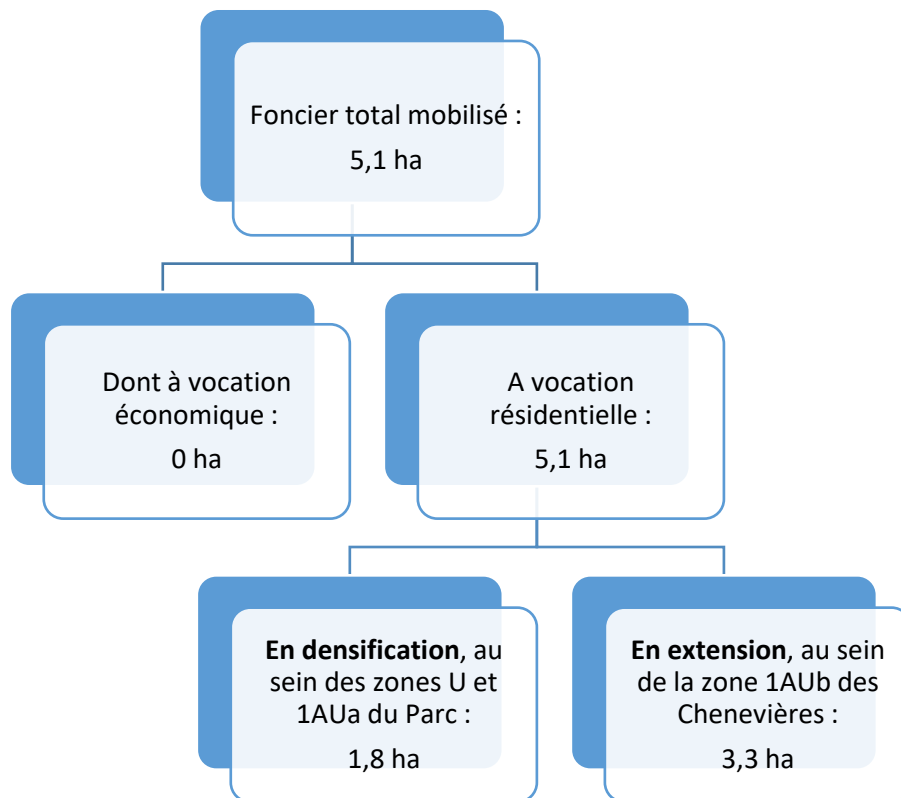 Foncier total mobilisé :
5,1 ha
Dont à vocation
économique :
0 ha
A vocation
résidentielle :
5,1 ha
En densification, au
sein des zones U et
1AUa du Parc :
1,8 ha
En extension, au sein
de la zone 1AUb des
Chenevières :
3,3 ha